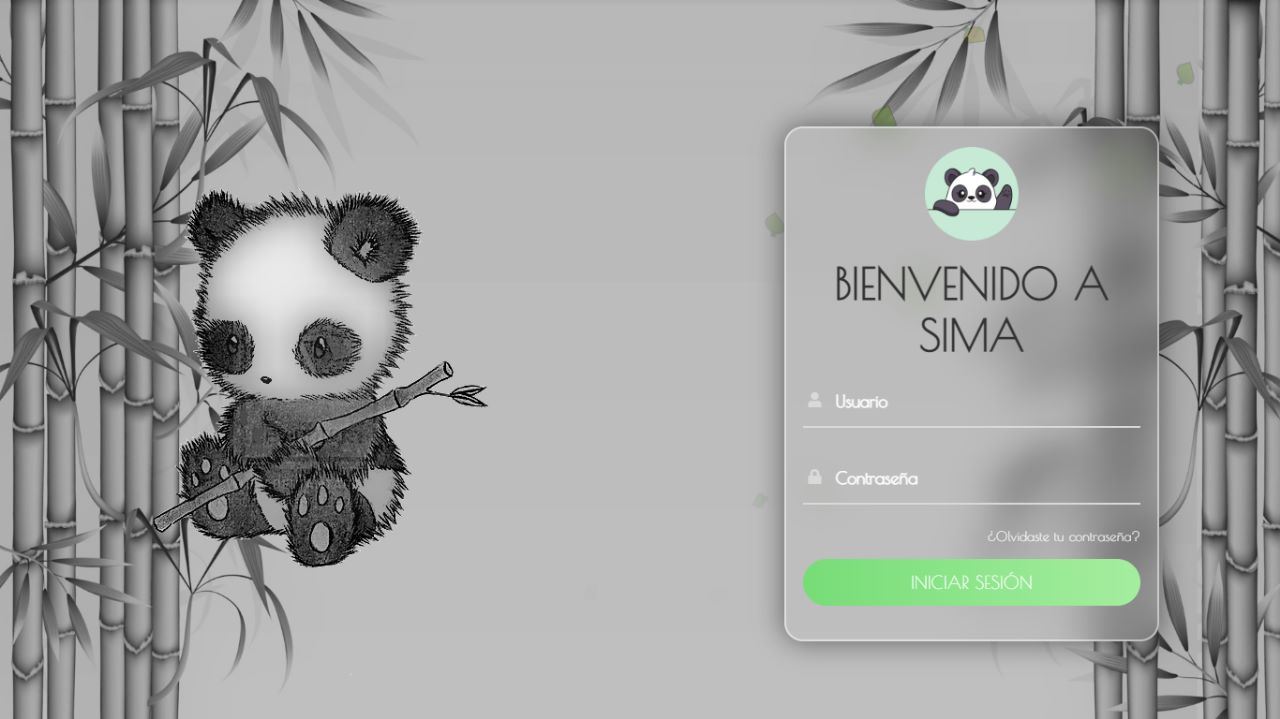 BIENVENIDO A
SIMA
Usuario
Contraseña
¿Olvidaste tu contraseña?
INICIAR SESIÓN